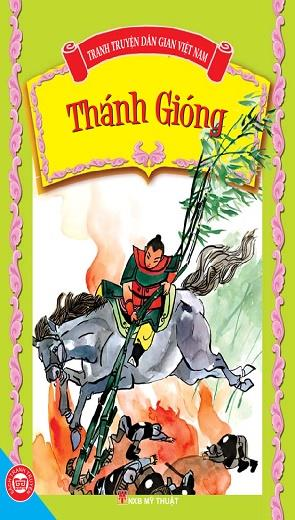 TRANH TRUYỆN DÂN GIAN VIỆT NAM
Thánh Gióng
NXB MỸ THUẬT